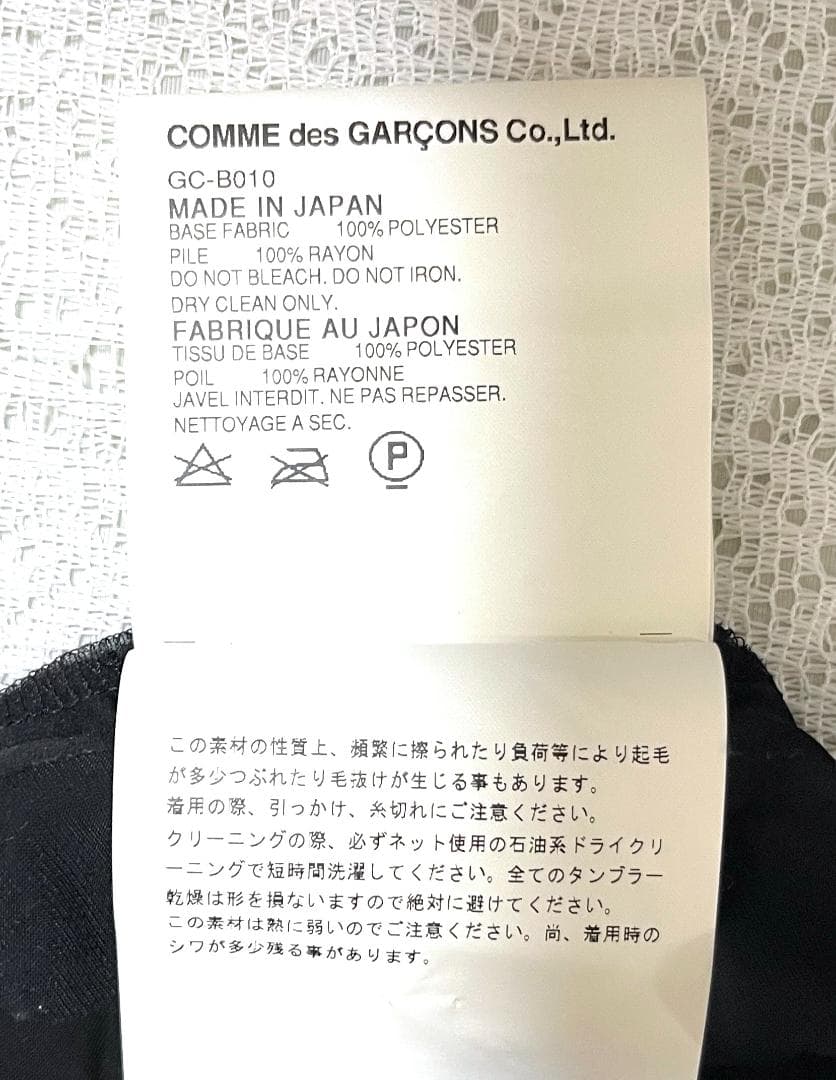 COMME des GARÇONS Co.,Ltd.
GC-B010
MADE IN JAPAN
BASE FABRIC 100% POLYESTER
PILE 100% RAYON
DO NOT BLEACH. DO NOT IRON.
DRY CLEAN ONLY.
FABRIQUE AU JAPON
TISSU DE BASE 100% POLYESTER
POIL 100% RAYONNE
JAVEL INTERDIT. NE PAS REPASSER.
NETTOYAGE A SEC.
P
この素材の性質上、頻繁に擦られたり負荷等により起毛
が多少つぶれたり毛抜けが生じる事もあります。
着用の際、引っかけ、糸切れにご注意ください。
クリーニングの際、必ずネット使用の石油系ドライクリ
ーニングで短時間洗濯してください。全てのタンブラー
乾燥は形を損ないますので絶対に避けてください。
この素材は熱に弱いのでご注意ください。尚、着用時の
シワが多少残る事があります。